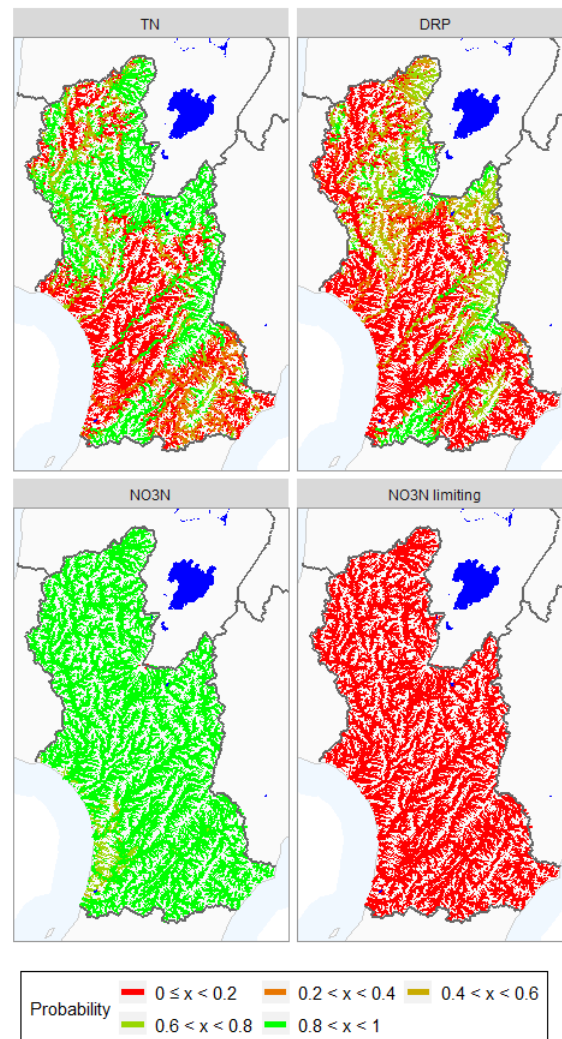 TN
DRP
NO3N
NO3N limiting
Probability
0 ≤ x < 0.2
0.2 < x < 0.4
0.4 < x < 0.6
0.6 < x < 0.8
0.8 < x < 1